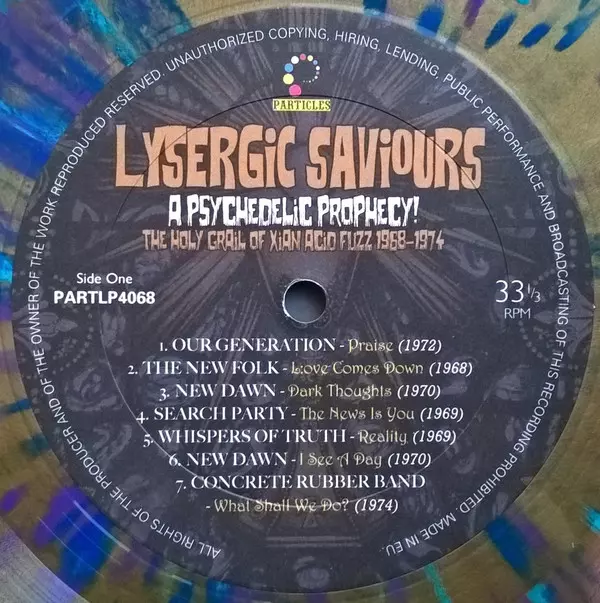 ALL RIGHTS OF THE PRODUCER AND OF THE OWNER OF THE WORK REPRODUCED RESERVED. UNAUTHORIZED COPYING, HIRING, LENDING, PUBLIC PERFORMANCE AND BROADCASTING OF THIS RECORDING PROHIBITED. MADE IN EU.
PARTICLES
LYSERGIC SAVIOURS
A PSYCHEDELIC PROPHECY!
THE HOLY GRAIL OF XIAN ACID FUZZ 1968-1974
Side One
PARTLP4068
33 1/3
RPM
1. OUR GENERATION - Praise (1972)
2. THE NEW FOLK - L:ove Comes Down (1968)
3. NEW DAWN - Dark Thoughts (1970)
4. SEARCH PARTY - The News Is You (1969)
5. WHISPERS OF TRUTH - Reality (1969)
6. NEW DAWN - I See A Day (1970)
7. CONCRETE RUBBER BAND
- What Shall We Do? (1974)